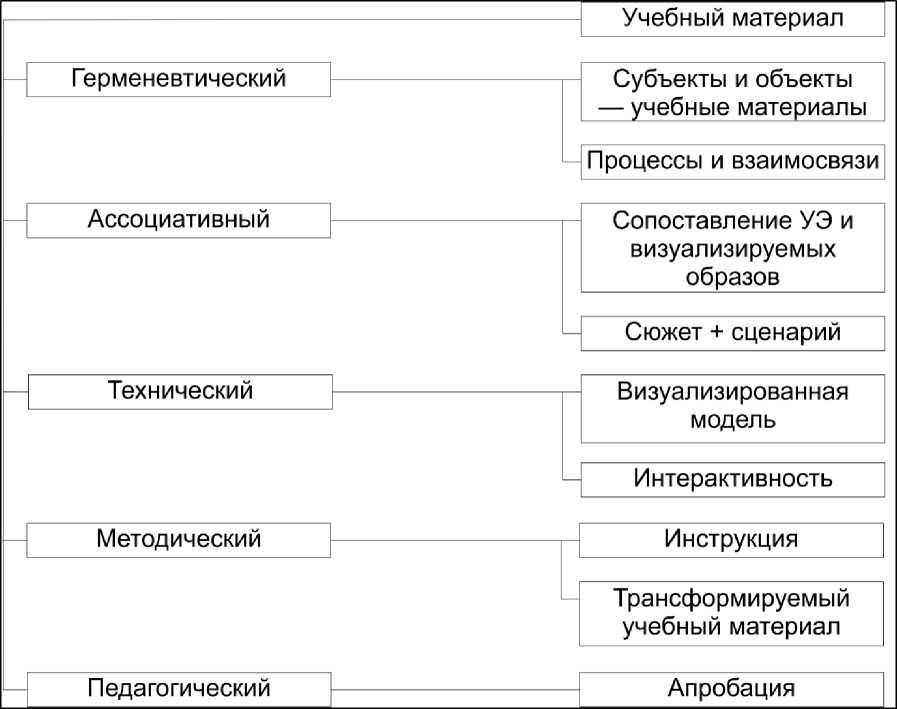 Учебный материал
Герменевтический
Субъекты и объекты
— учебные материалы
Процессы и взаимосвязи
Ассоциативный
Сопоставление УЭ и
визуализируемых
образов
Сюжет + сценарий
Технический
Визуализированная
модель
Интерактивность
Методический
Инструкция
Трансформируемый
учебный материал
Педагогический
Апробация